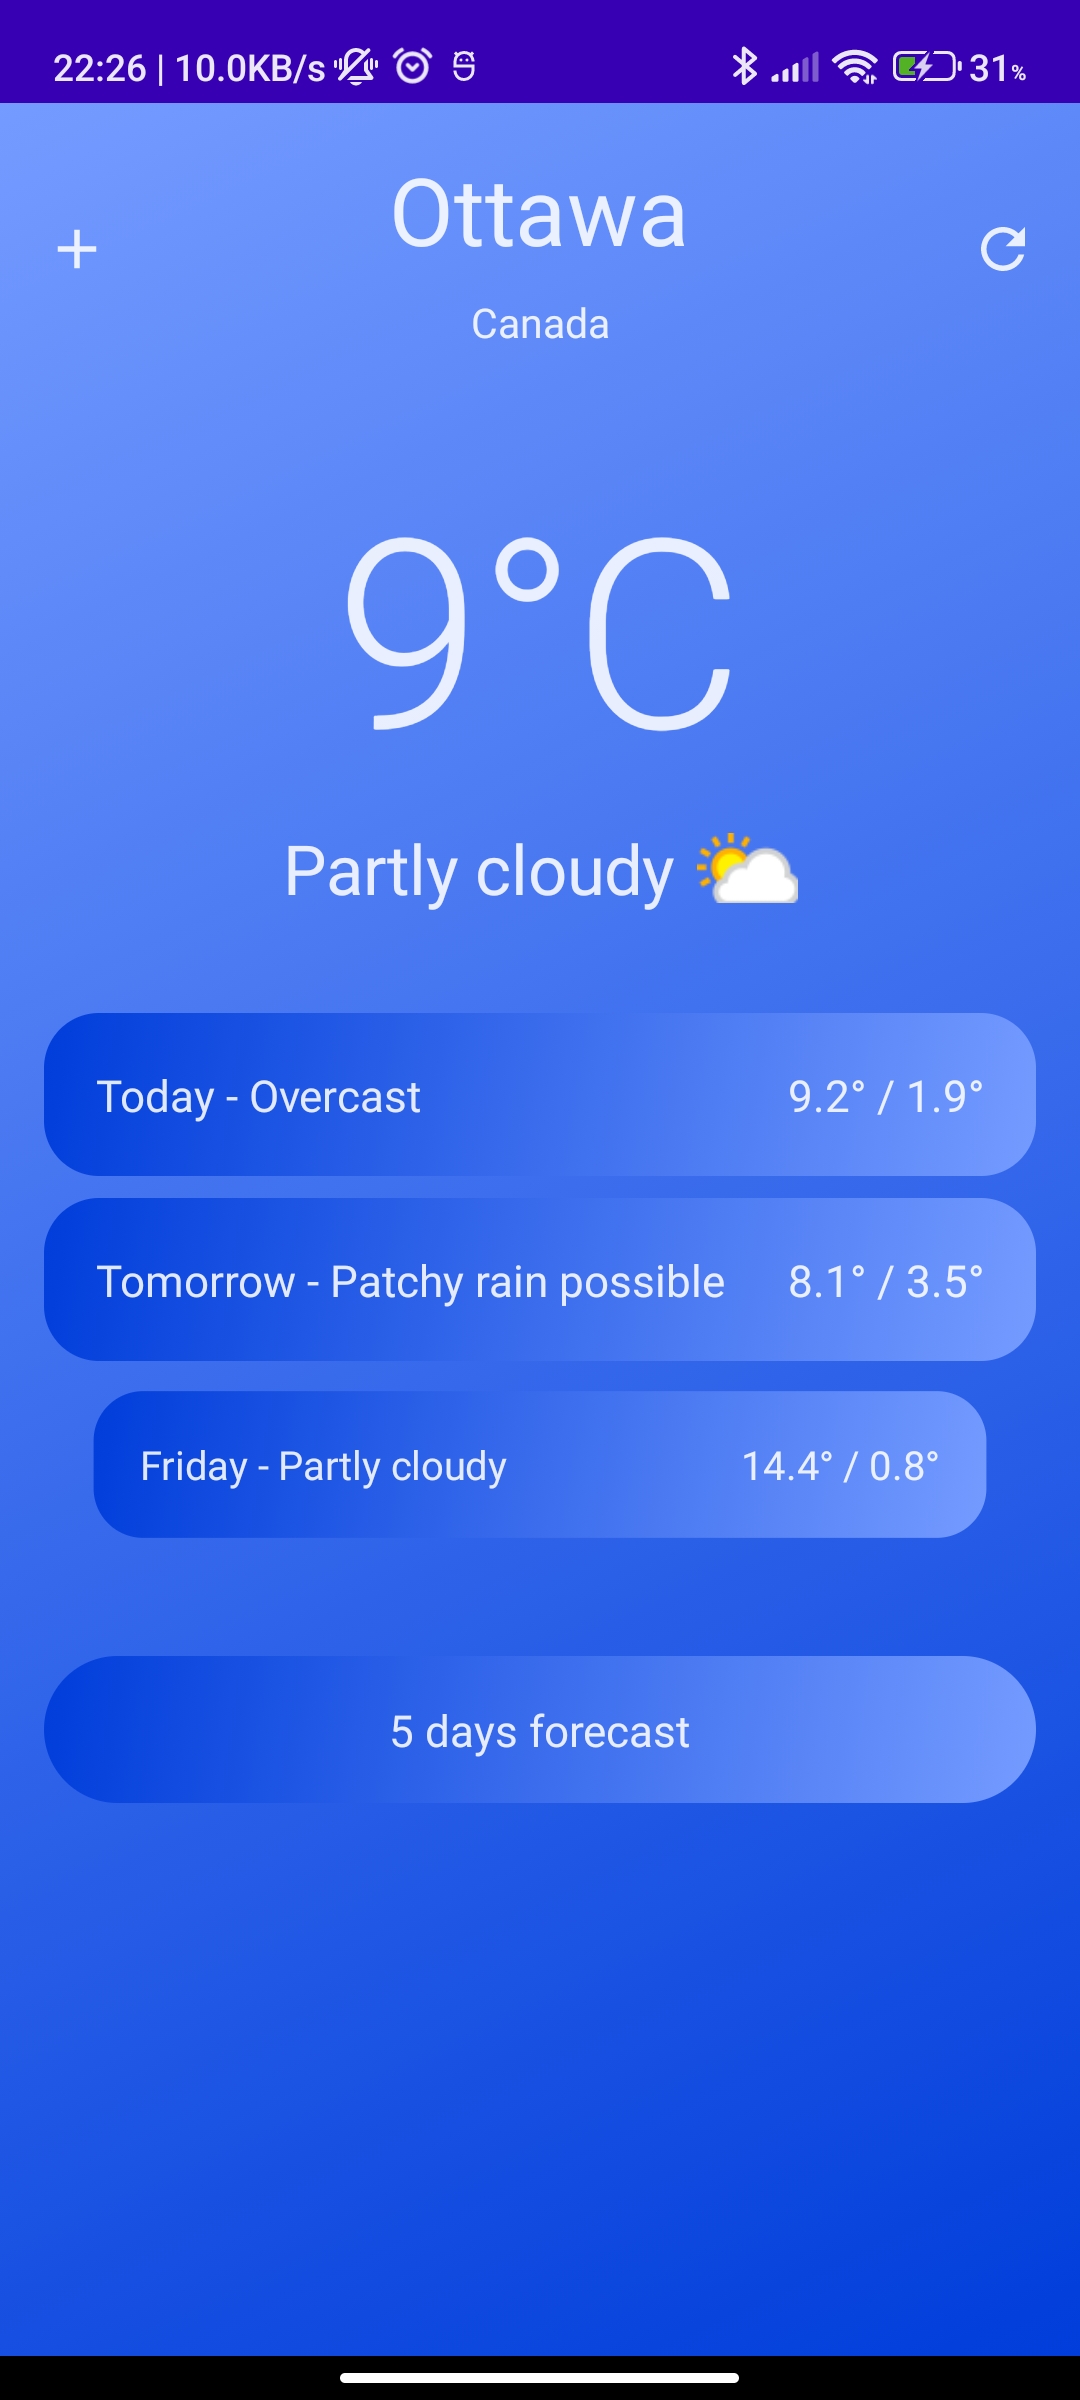 22:26 | 10.0KB/s 31%
Ottawa
Canada
9°C
Partly cloudy
Today - Overcast 9.2° / 1.9°
Tomorrow - Patchy rain possible 8.1° / 3.5°
Friday - Partly cloudy 14.4° / 0.8°
5 days forecast